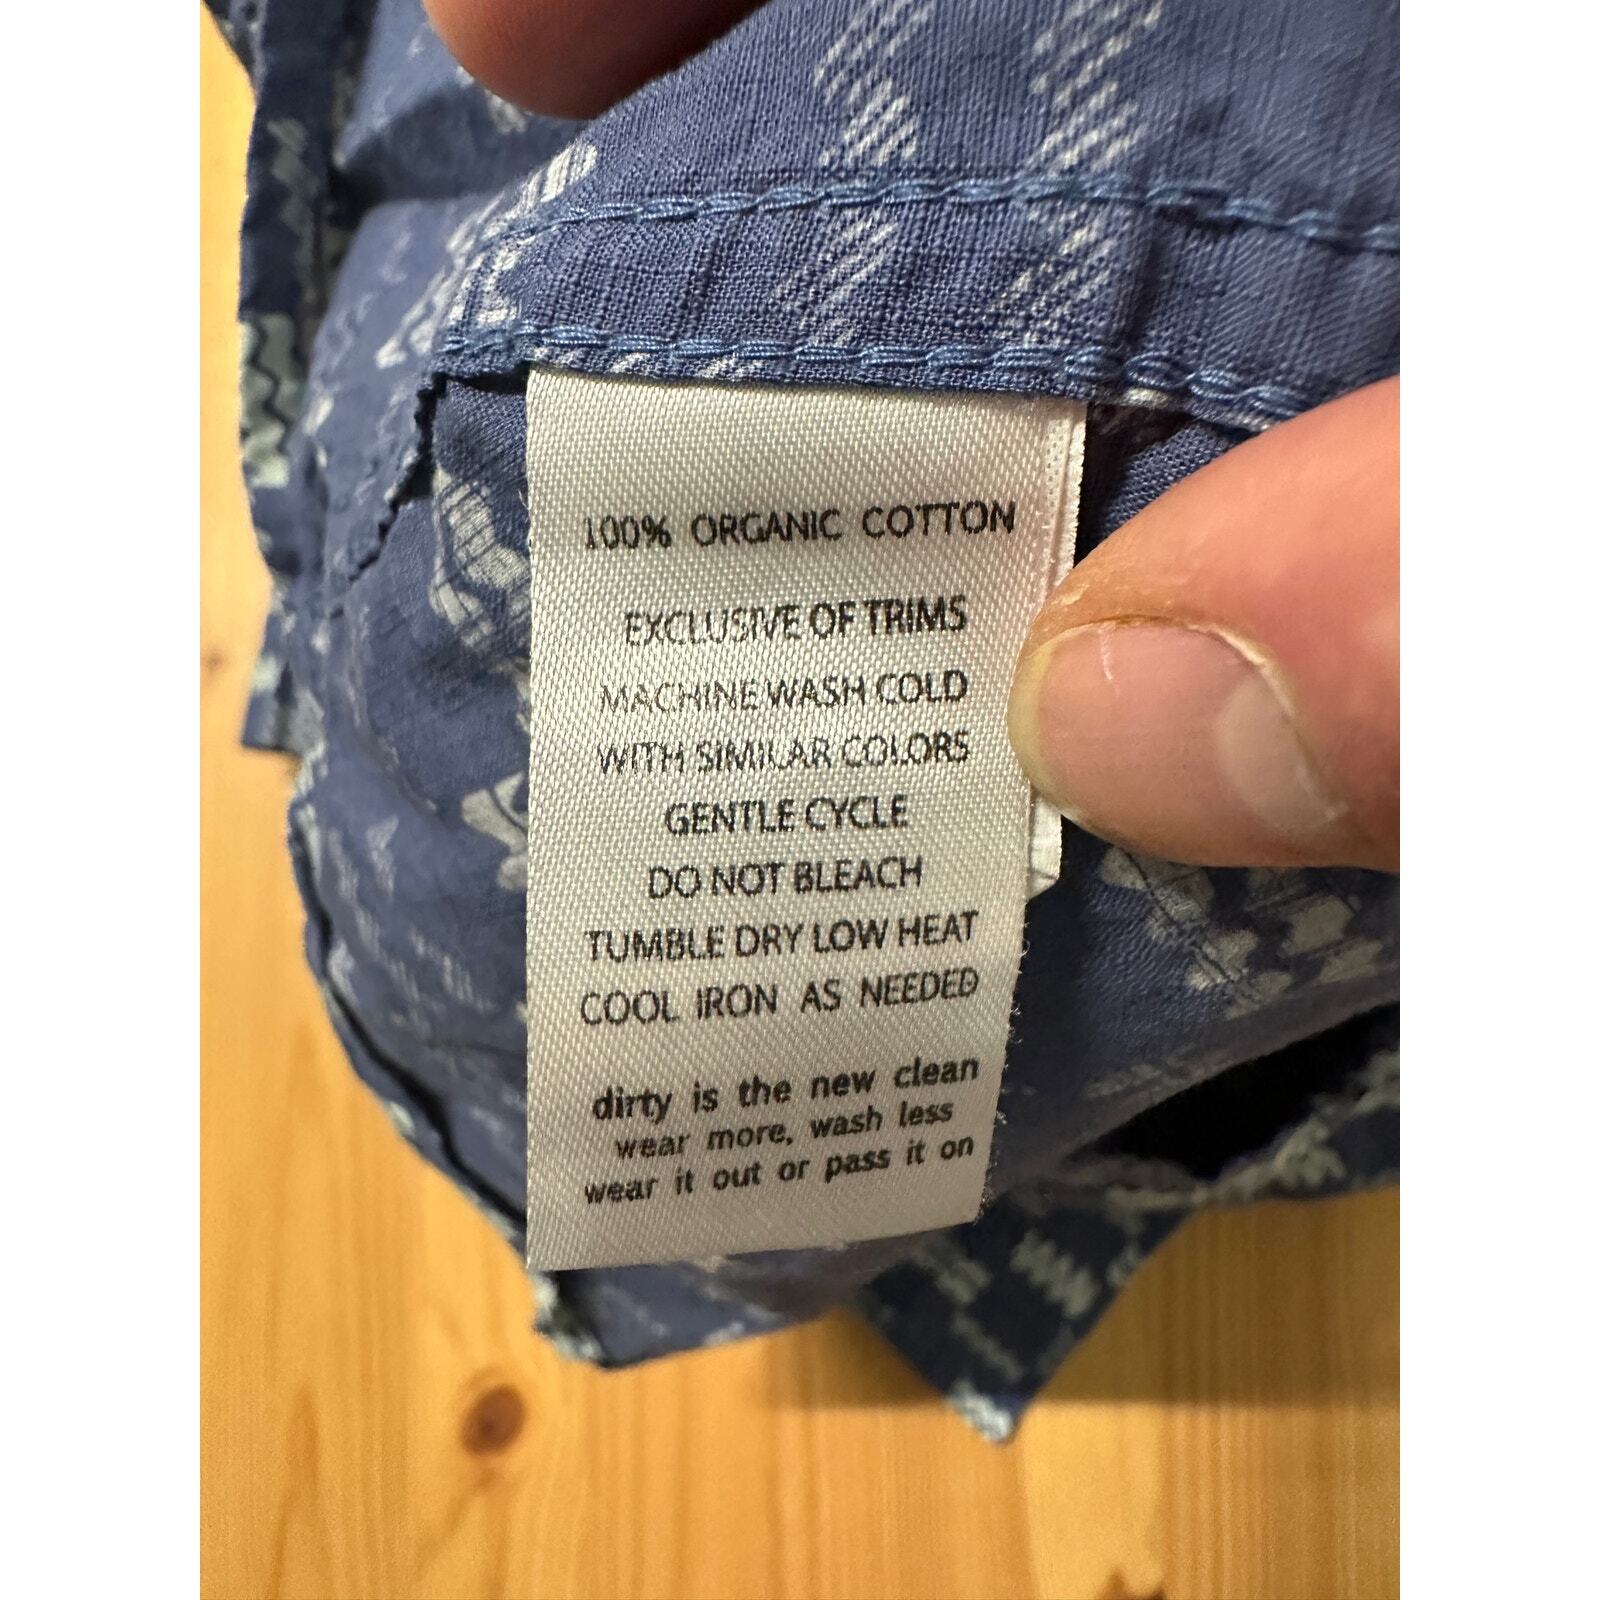 100% ORGANIC COTTON
EXCLUSIVE OF TRIMS
MACHINE WASH COLD
WITH SIMILAR COLORS
GENTLE CYCLE
DO NOT BLEACH
TUMBLE DRY LOW HEAT
COOL IRON AS NEEDED
dirty is the new clean
wear more, wash less
wear it out or pass it on